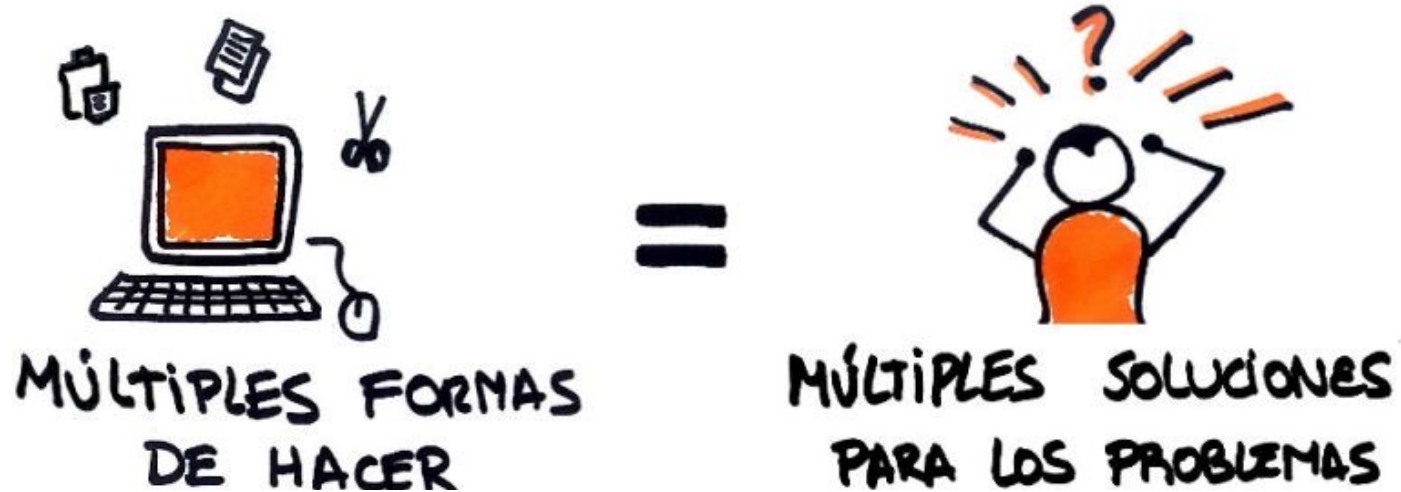 ?
=
MÚLTIPLES FORMAS
DE HACER
MÚLTIPLES SOLUCIONES
PARA LOS PROBLEMAS